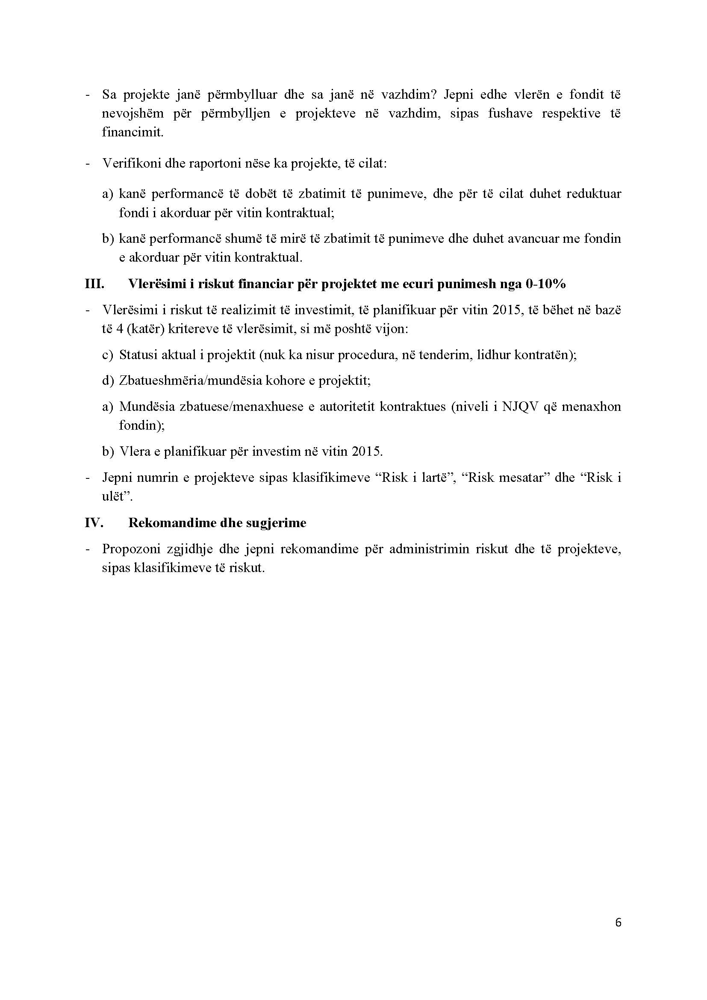 - Sa projekte janë përmbylluar dhe sa janë në vazhdim? Jepni edhe vlerën e fondit të
nevojshëm për përmbylljen e projekteve në vazhdim, sipas fushave respektive të
financimit.
- Verifikoni dhe raportoni nëse ka projekte, të cilat:
a) kanë performancë të dobët të zbatimit të punimeve, dhe për të cilat duhet reduktuar
fondi i akorduar për vitin kontraktual;
b) kanë performancë shumë të mirë të zbatimit të punimeve dhe duhet avancuar me fondin
e akorduar për vitin kontraktual.
III. Vlerësimi i riskut financiar për projektet me ecuri punimesh nga 0-10%
- Vlerësimi i riskut të realizimit të investimit, të planifikuar për vitin 2015, të bëhet në bazë
të 4 (katër) kritereve të vlerësimit, si më poshtë vijon:
c) Statusi aktual i projektit (nuk ka nisur procedura, në tenderim, lidhur kontratën);
d) Zbatueshmëria/mundësia kohore e projektit;
a) Mundësia zbatuese/menaxhuese e autoritetit kontraktues (niveli i NJQV që menaxhon
fondin);
b) Vlera e planifikuar për investim në vitin 2015.
- Jepni numrin e projekteve sipas klasifikimeve “Risk i lartë”, “Risk mesatar” dhe “Risk i
ulët”.
IV. Rekomandime dhe sugjerime
- Propozoni zgjidhje dhe jepni rekomandime për administrimin riskut dhe të projekteve,
sipas klasifikimeve të riskut.
6